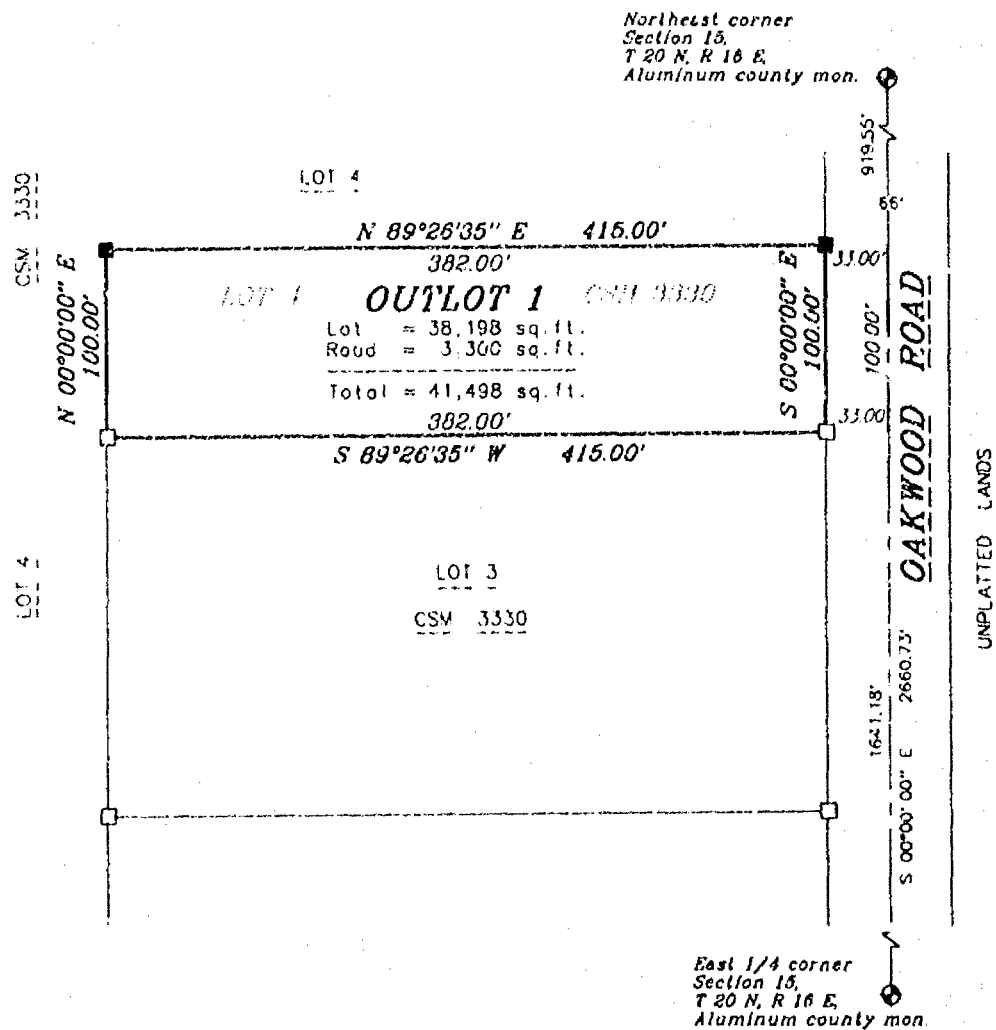 Northeast corner
Section 15,
T 20 N, R 16 E,
Aluminum county mon.
919.55'
66'
LOT 4
CSM 3330
N 89°26'35" E 415.00'
382.00'
33.00'
LOT 4 OUTLOT 1 CSM 3330
Lot = 38,198 sq.ft.
Road = 3,300 sq.ft.
Total = 41,498 sq.ft.
382.00'
S 89°26'35" W 415.00'
N 00°00'00" E
100.00'
S 00°00'00" E
100.00'
100.00'
33.00'
OAKWOOD ROAD
UNPLATTED LANDS
LOT 4
LOT 3
CSM 3330
1641.18'
S 00°00'00" E 2660.73'
East 1/4 corner
Section 15,
T 20 N, R 16 E,
Aluminum county mon.